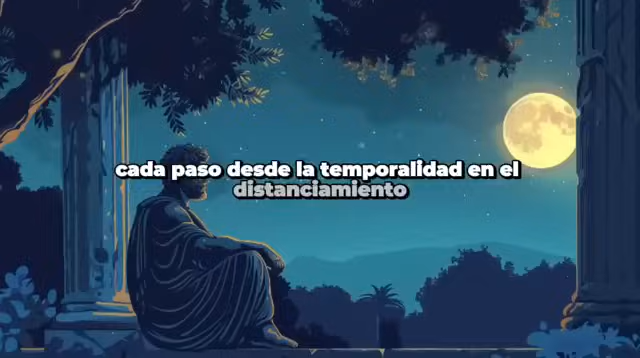 cada paso desde la temporalidad en el
distanciamiento